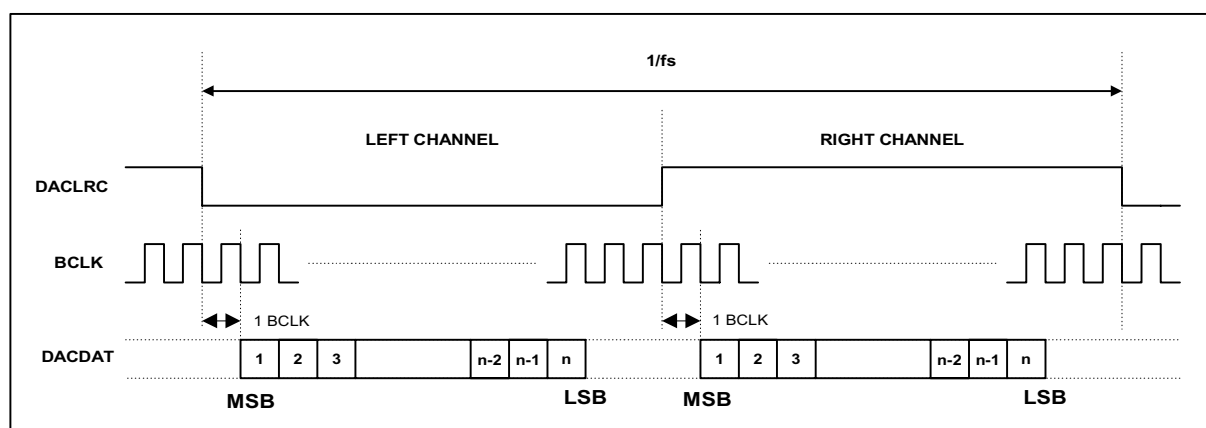 1/fs
LEFT CHANNEL RIGHT CHANNEL
DACLRC
BCLK
1 BCLK 1 BCLK
DACDAT 1 2 3 n-2 n-1 n 1 2 3 n-2 n-1 n
MSB LSB MSB LSB